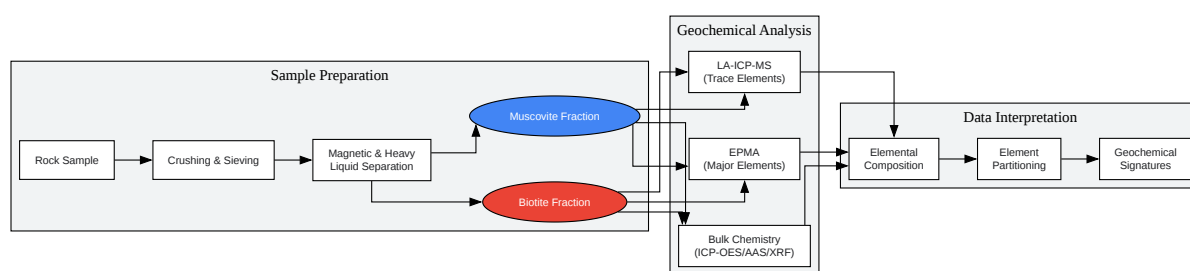 Sample Preparation
Rock Sample
Crushing & Sieving
Magnetic & Heavy
Liquid Separation
Muscovite Fraction
Biotite Fraction
Geochemical Analysis
LA-ICP-MS
(Trace Elements)
EPMA
(Major Elements)
Bulk Chemistry
(ICP-OES/AAS/XRF)
Data Interpretation
Elemental
Composition
Element
Partitioning
Geochemical
Signatures